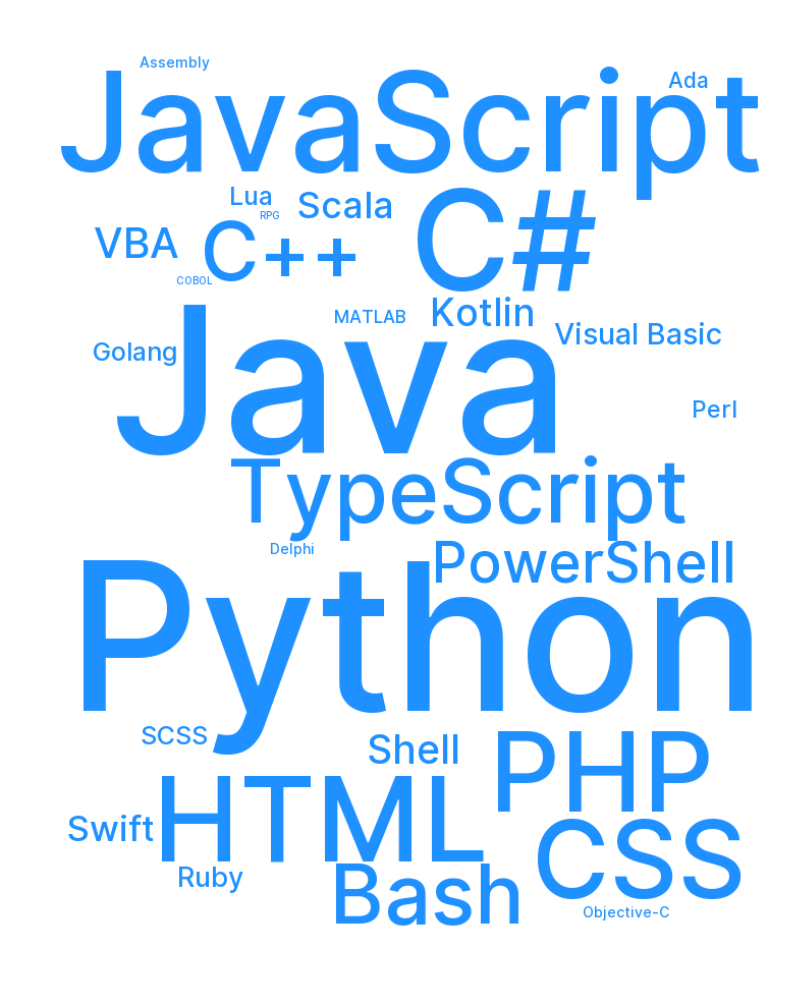 Assembly
JavaScript
Ada
Lua
RPG
Scala
C#
VBA
C++
COBOL
MATLAB
Kotlin
Visual Basic
Golang
Java
Perl
TypeScript
Delphi
PowerShell
Python
SCSS
Shell
PHP
HTML
Swift
CSS
Ruby
Bash
Objective-C